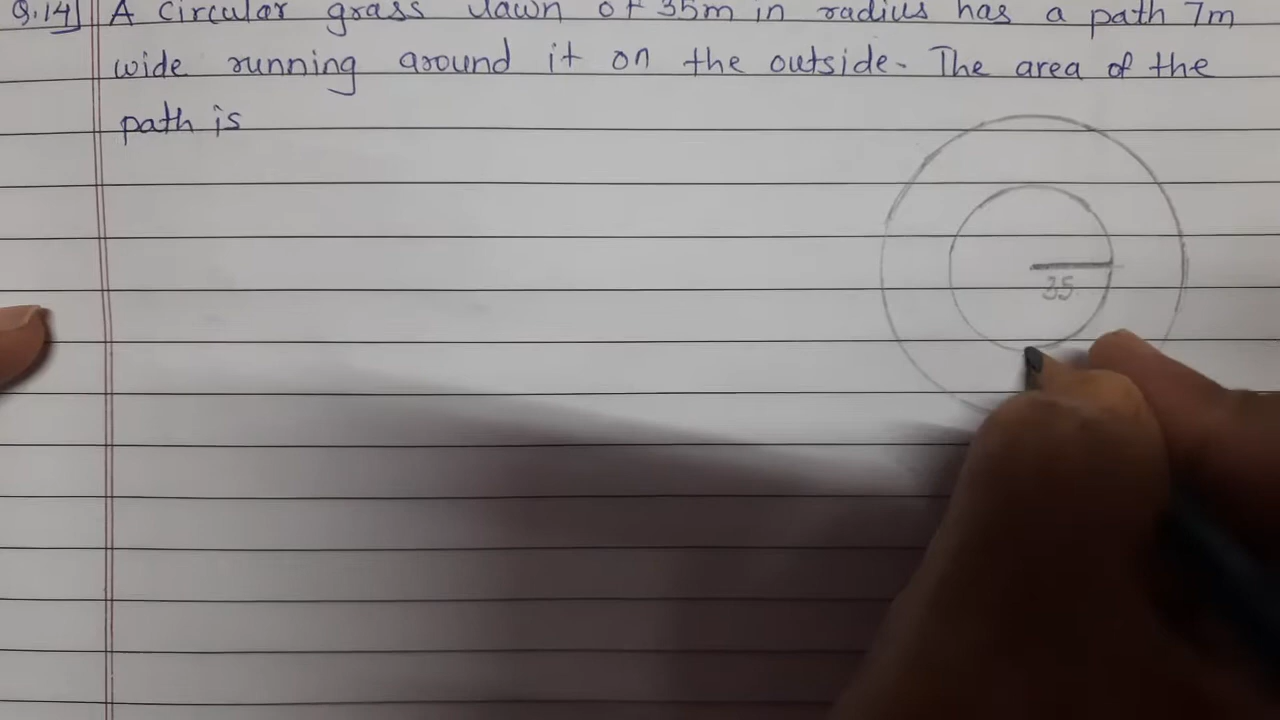 Q.14] A Circular grass lawn of 35m in radius has a path 7m
wide running around it on the outside. The area of the
path is
35